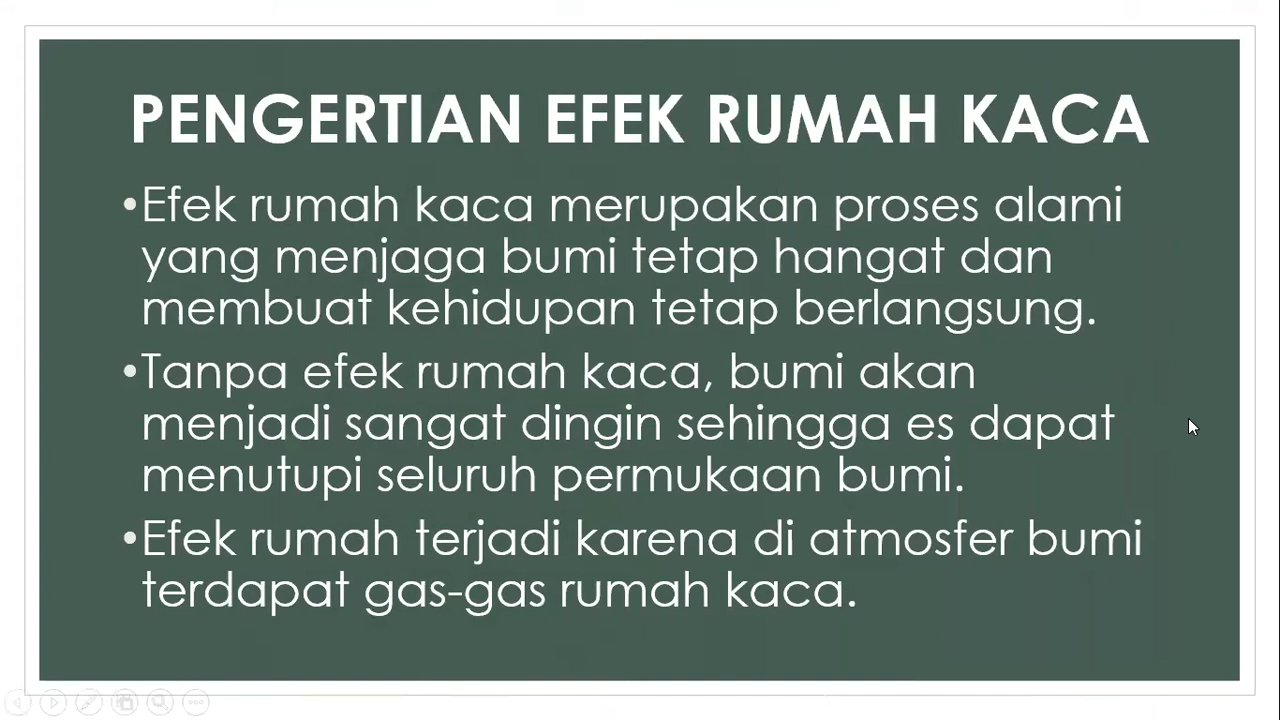 PENGERTIAN EFEK RUMAH KACA
•Efek rumah kaca merupakan proses alami
yang menjaga bumi tetap hangat dan
membuat kehidupan tetap berlangsung.
•Tanpa efek rumah kaca, bumi akan
menjadi sangat dingin sehingga es dapat
menutupi seluruh permukaan bumi.
•Efek rumah terjadi karena di atmosfer bumi
terdapat gas-gas rumah kaca.